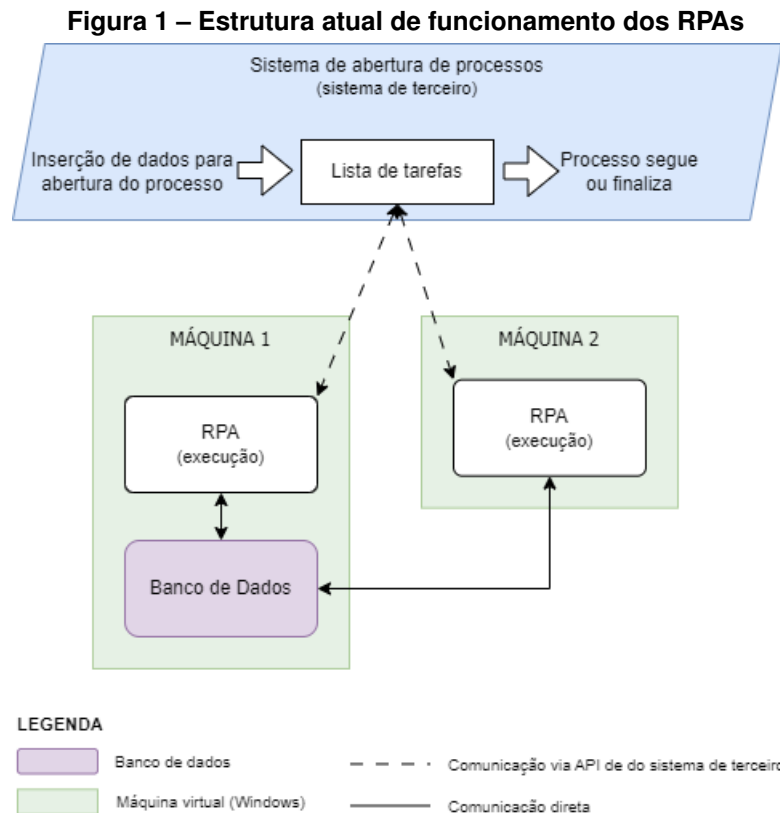 Figura 1 – Estrutura atual de funcionamento dos RPAs
Sistema de abertura de processos
(sistema de terceiro)
Inserção de dados para
abertura do processo
Lista de tarefas
Processo segue
ou finaliza
MÁQUINA 1
MÁQUINA 2
RPA
(execução)
RPA
(execução)
Banco de Dados
LEGENDA
Banco de dados
Comunicação via API de do sistema de terceiro
Máquina virtual (Windows)
Comunicação direta